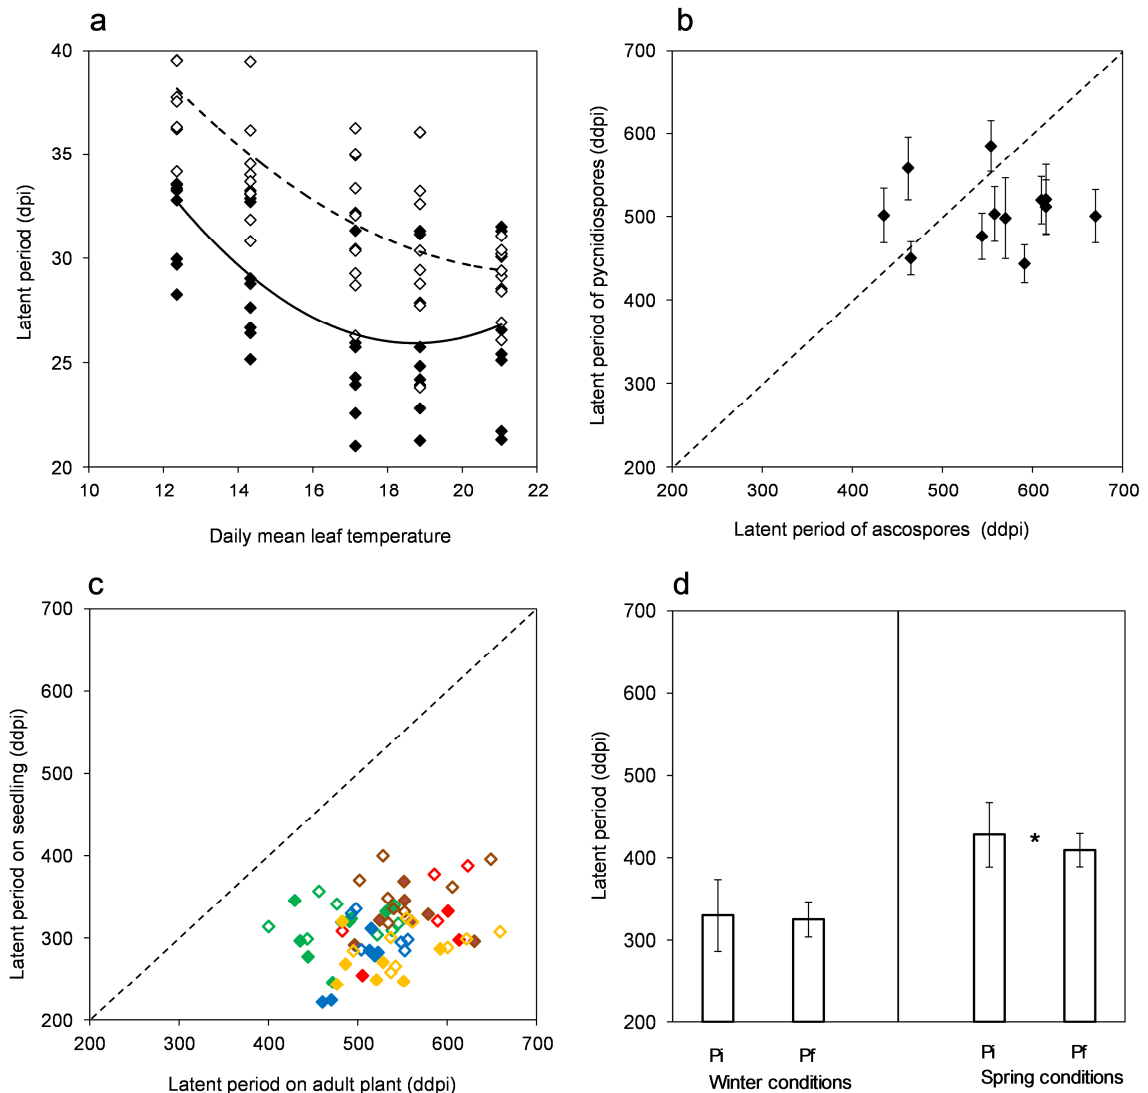 a
40
35
30
25
20
Latent period (dpi)
10 12 14 16 18 20 22
Daily mean leaf temperature
b
700
600
500
400
300
200
Latent period of pycnidiospores (ddpi)
200 300 400 500 600 700
Latent period of ascospores (ddpi)
c
700
600
500
400
300
200
Latent period on seedling (ddpi)
200 300 400 500 600 700
Latent period on adult plant (ddpi)
d
700
600
700
500
400
300
200
Latent period (ddpi)
*
Pi Pf Pi Pf
Winter conditions Spring conditions